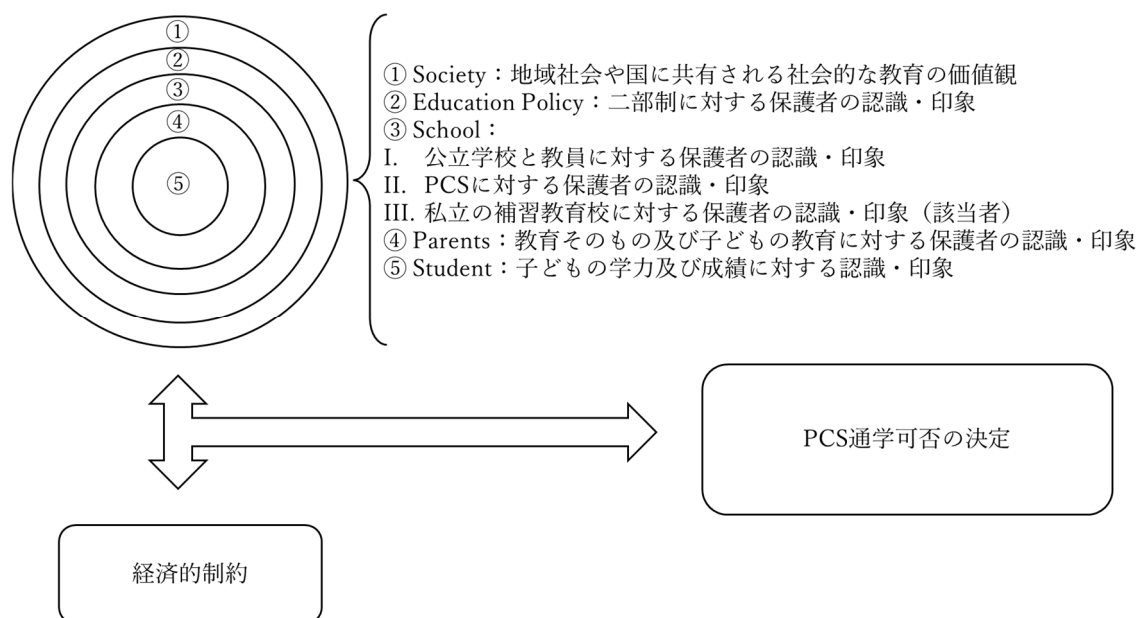 ①
②
③
④
⑤
① Society：地域社会や国に共有される社会的な教育の価値観
② Education Policy：二部制に対する保護者の認識・印象
③ School：
I. 公立学校と教員に対する保護者の認識・印象
II. PCSに対する保護者の認識・印象
III. 私立の補習教育校に対する保護者の認識・印象（該当者）
④ Parents：教育そのもの及び子どもの教育に対する保護者の認識・印象
⑤ Student：子どもの学力及び成績に対する認識・印象
PCS通学可否の決定
経済的制約